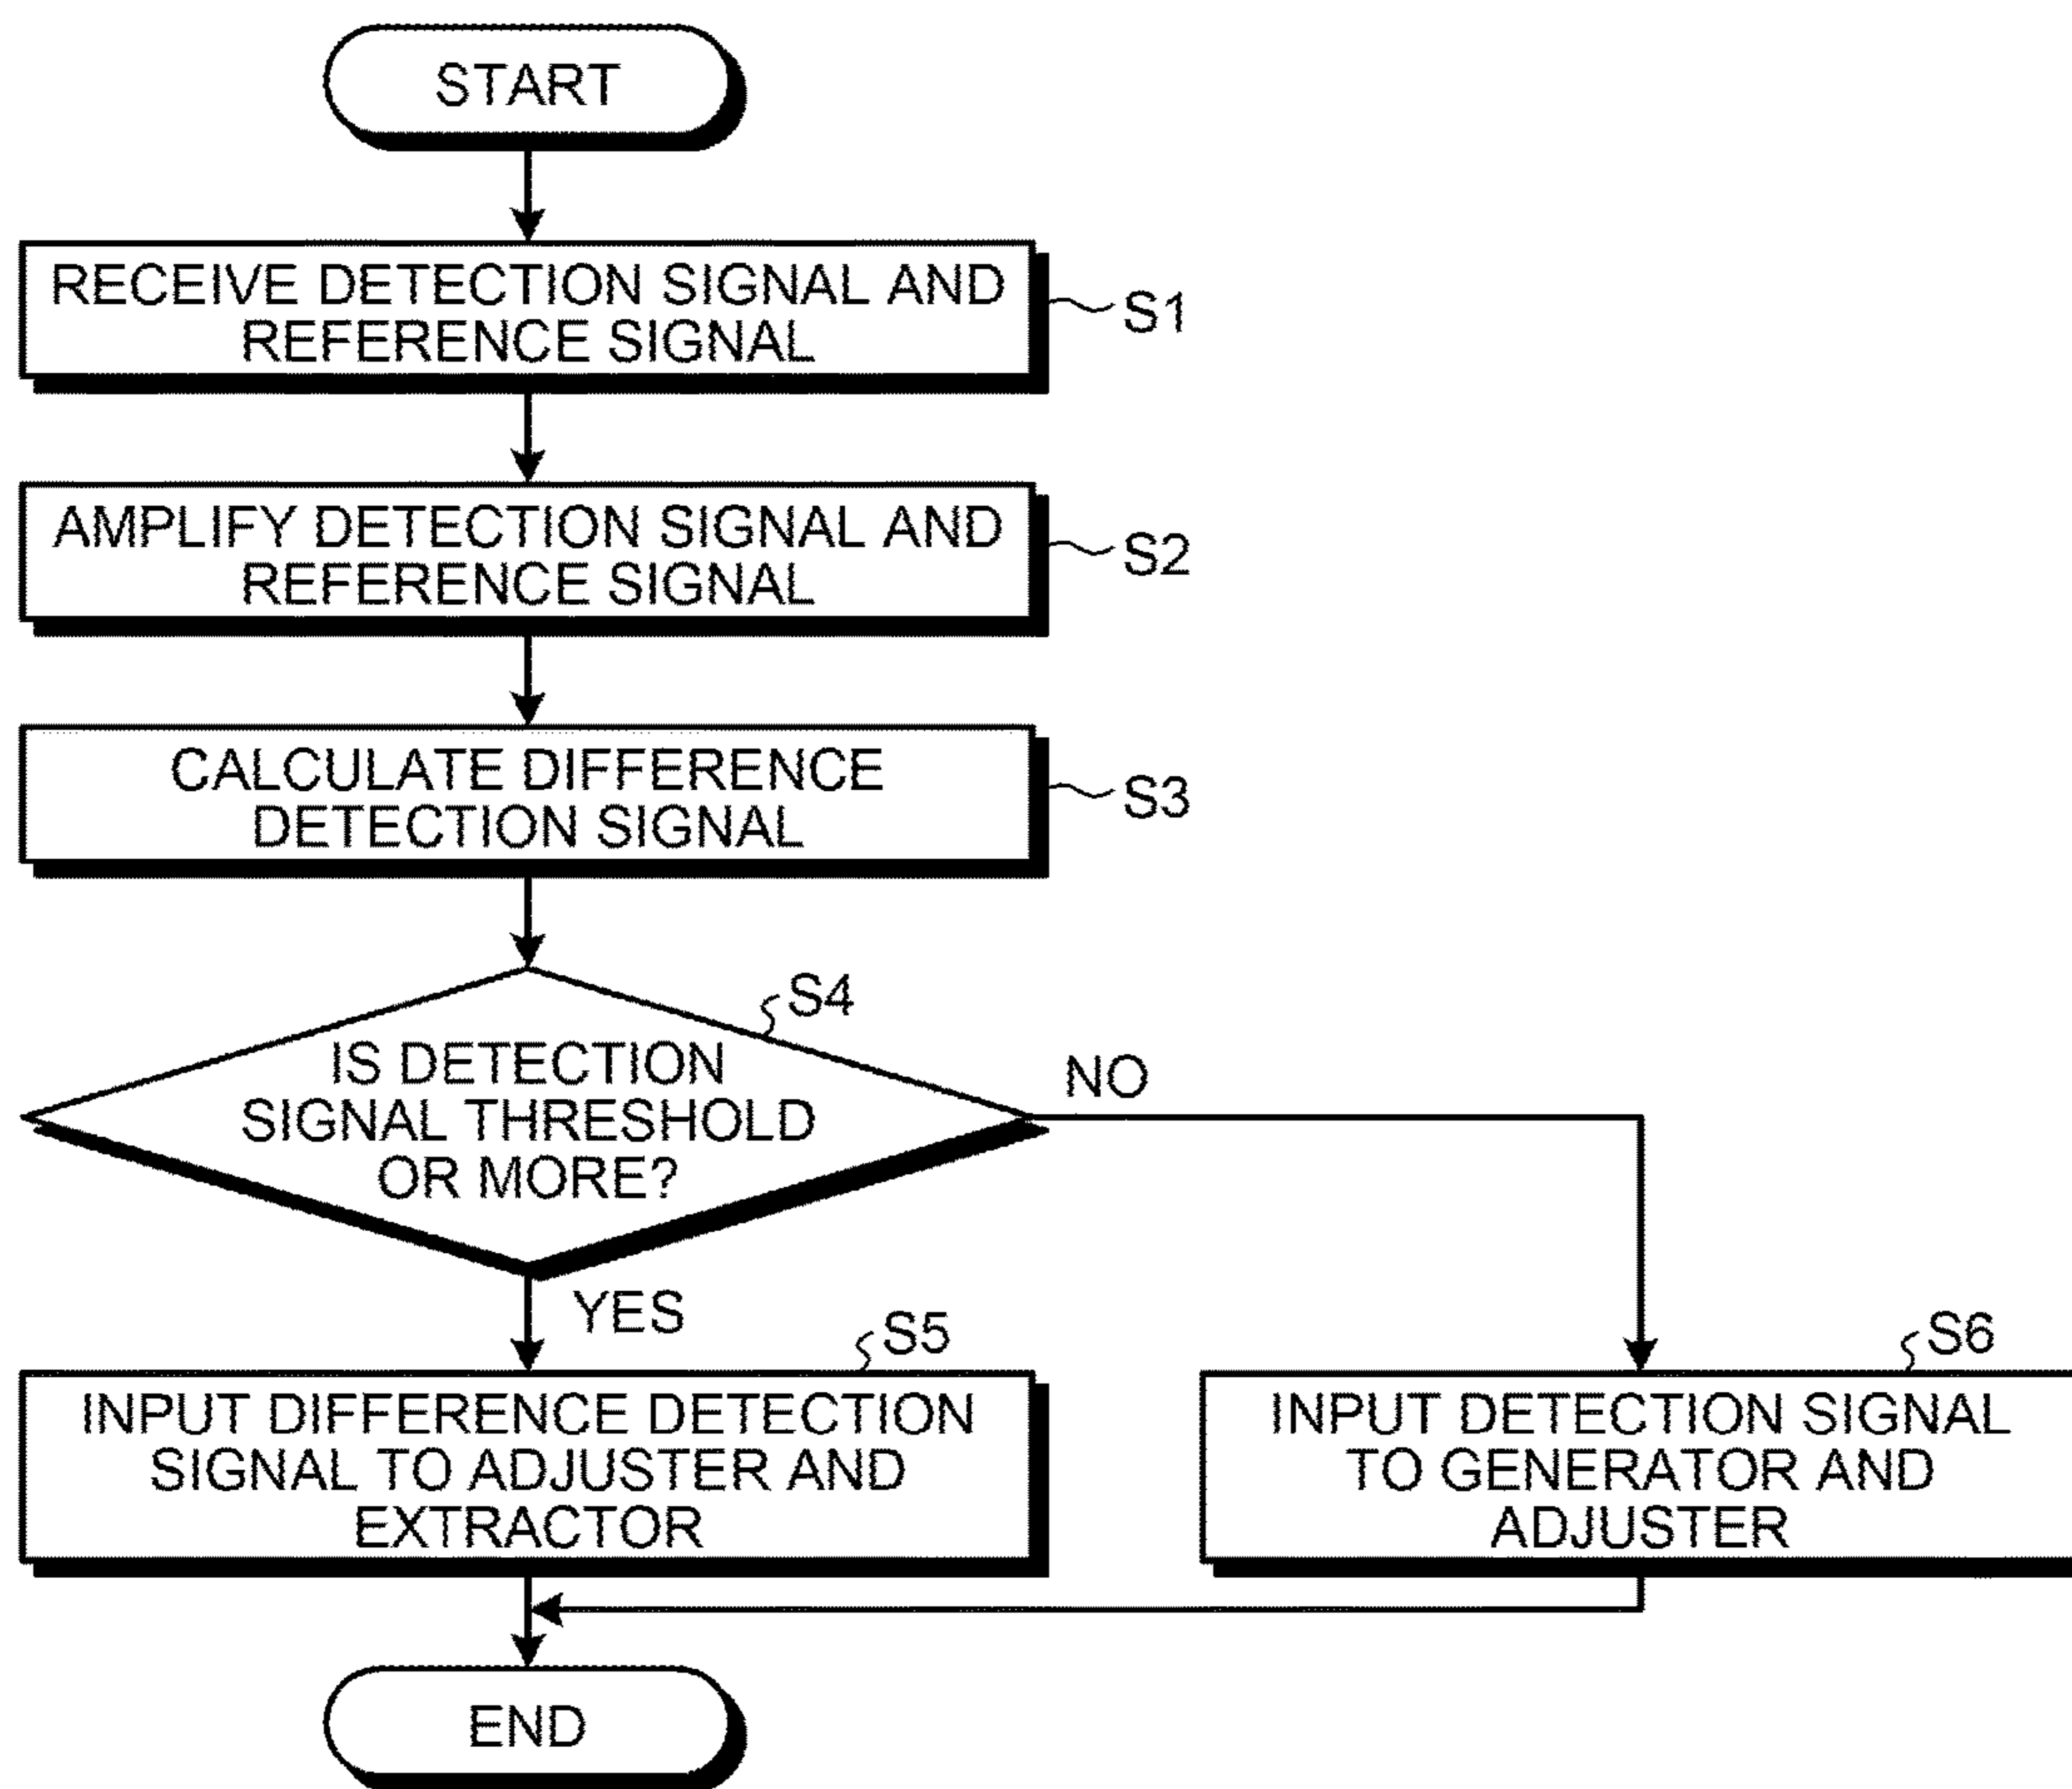 START
RECEIVE DETECTION SIGNAL AND
REFERENCE SIGNAL
S1
AMPLIFY DETECTION SIGNAL AND
REFERENCE SIGNAL
S2
CALCULATE DIFFERENCE
DETECTION SIGNAL
S3
S4
IS DETECTION
SIGNAL THRESHOLD
OR MORE?
NO
YES
S5
INPUT DIFFERENCE DETECTION
SIGNAL TO ADJUSTER AND
EXTRACTOR
S6
INPUT DETECTION SIGNAL
TO GENERATOR AND
ADJUSTER
END